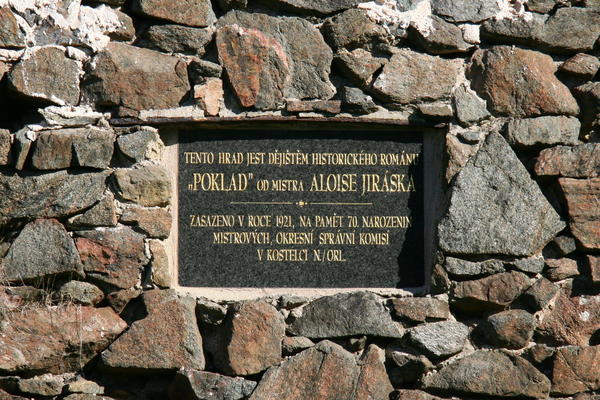 TENTO HRAD JEST DĚJIŠTĚM HISTORICKÉHO ROMÁNU
„POKLAD" OD MISTRA ALOISE JIRÁSKA
ZASAZENO V ROCE 1921, NA PAMĚT 70. NAROZENIN
MISTROVÝCH, OKRESNÍ SPRÁVNÍ KOMISÍ
V KOSTELCI N./ORL.